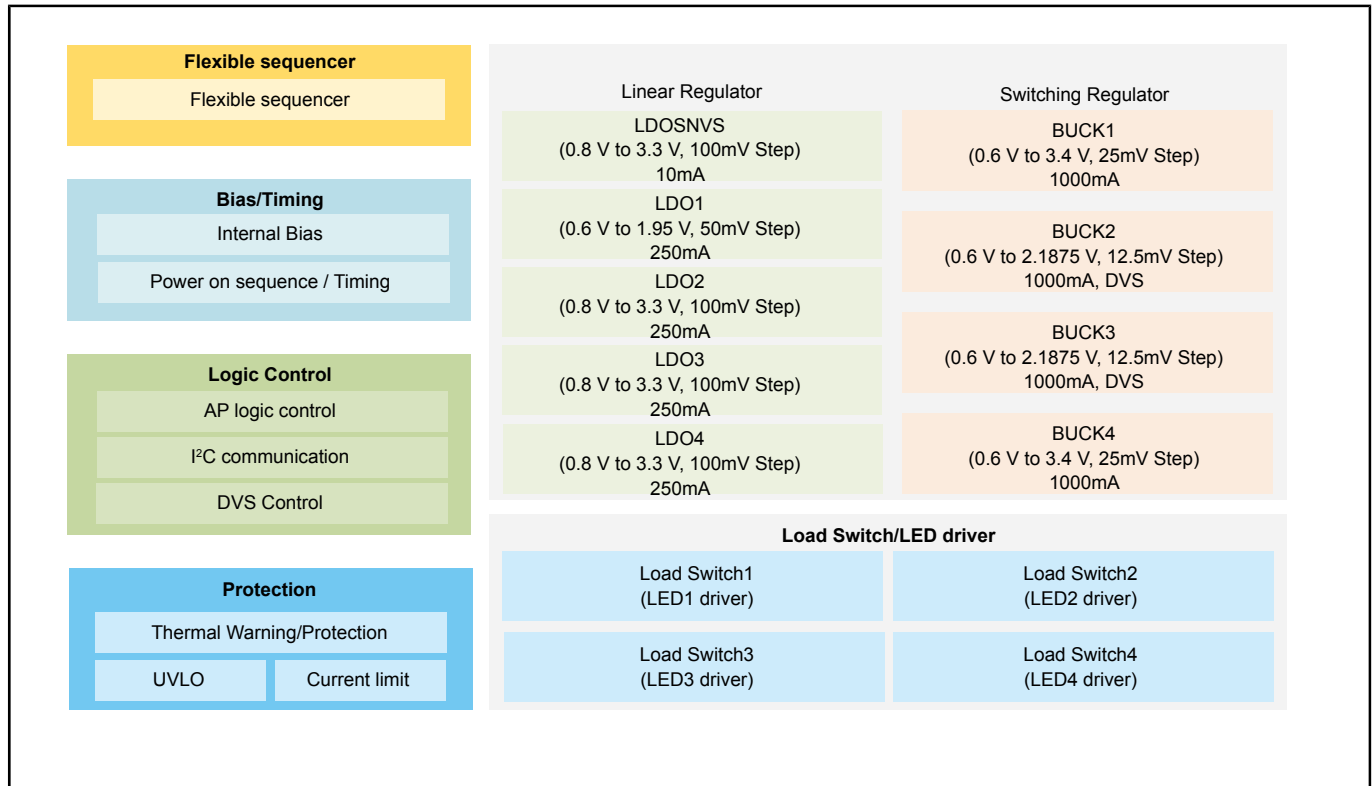 Flexible sequencer
Flexible sequencer
Bias/Timing
Internal Bias
Power on sequence / Timing
Logic Control
AP logic control
I²C communication
DVS Control
Protection
Thermal Warning/Protection
UVLO
Current limit
Linear Regulator
LDOSNVS
(0.8 V to 3.3 V, 100mV Step)
10mA
LDO1
(0.6 V to 1.95 V, 50mV Step)
250mA
LDO2
(0.8 V to 3.3 V, 100mV Step)
250mA
LDO3
(0.8 V to 3.3 V, 100mV Step)
250mA
LDO4
(0.8 V to 3.3 V, 100mV Step)
250mA
Switching Regulator
BUCK1
(0.6 V to 3.4 V, 25mV Step)
1000mA
BUCK2
(0.6 V to 2.1875 V, 12.5mV Step)
1000mA, DVS
BUCK3
(0.6 V to 2.1875 V, 12.5mV Step)
1000mA, DVS
BUCK4
(0.6 V to 3.4 V, 25mV Step)
1000mA
Load Switch/LED driver
Load Switch1
(LED1 driver)
Load Switch2
(LED2 driver)
Load Switch3
(LED3 driver)
Load Switch4
(LED4 driver)